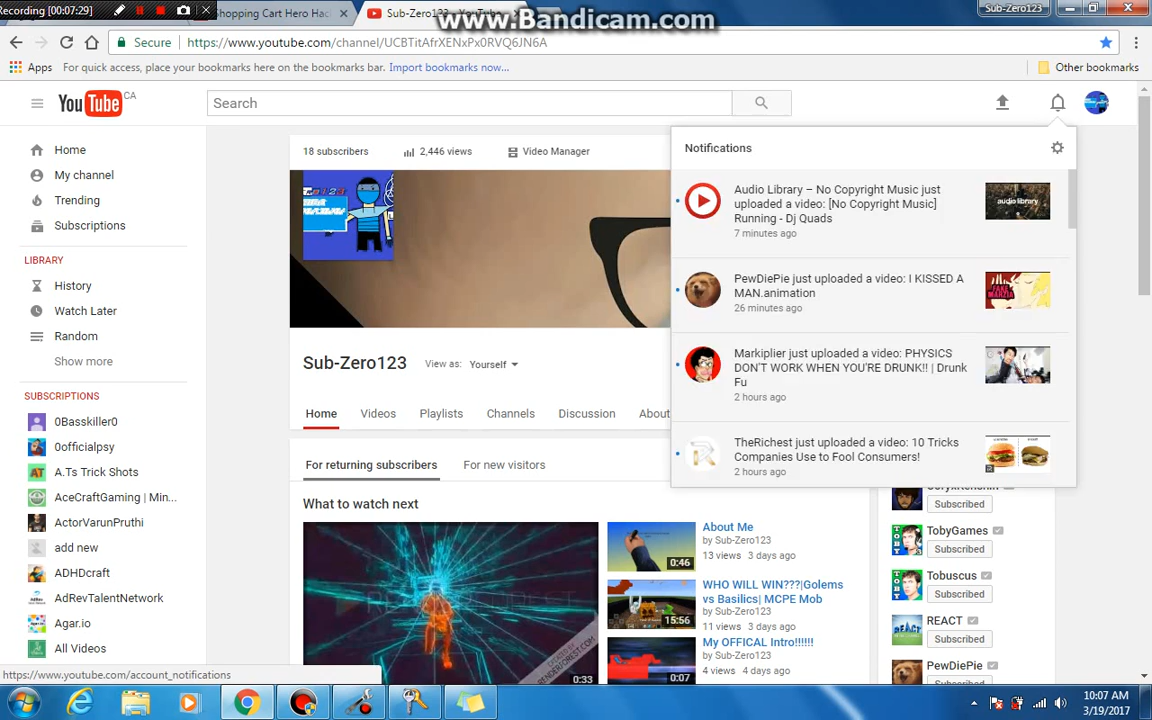 Recording [00:07:29]
Shopping Cart Hero Ha
Sub-Zero123 - YouTube
www.Bandicam.com
Sub-Zero123
Secure
https://www.youtube.com/channel/UCBTitAfrXENxPx0RVQ6JN6A
Apps
For quick access, place your bookmarks here on the bookmarks bar. Import bookmarks now...
Other bookmarks
YouTube CA
Search
Home
My channel
Trending
Subscriptions
LIBRARY
History
Watch Later
Random
Show more
SUBSCRIPTIONS
0Basskiller0
0fficialpsy
A.Ts Trick Shots
AceCraftGaming | Min...
ActorVarunPruthi
add new
ADHDcraft
AdRevTalentNetwork
Agar.io
All Videos
https://www.youtube.com/account_notifications
18 subscribers
2,446 views
Video Manager
Sub-Zero123
View as: Yourself
Home
Videos
Playlists
Channels
Discussion
About
For returning subscribers
For new visitors
What to watch next
0:33
About Me
by Sub-Zero123
13 views 3 days ago
0:46
WHO WILL WIN???|Golems
vs Basilics| MCPE Mob
by Sub-Zero123
11 views 3 days ago
15:56
My OFFICAL Intro!!!!!!
by Sub-Zero123
4 views 4 days ago
0:07
Notifications
Audio Library – No Copyright Music just
uploaded a video: [No Copyright Music]
Running - Dj Quads
7 minutes ago
audio library
PewDiePie just uploaded a video: I KISSED A
MAN.animation
26 minutes ago
FAKE
MARZIA
Markiplier just uploaded a video: PHYSICS
DON'T WORK WHEN YOU'RE DRUNK!! | Drunk
Fu
2 hours ago
TheRichest just uploaded a video: 10 Tricks
Companies Use to Fool Consumers!
2 hours ago
Subscribed
TobyGames
Subscribed
Tobuscus
Subscribed
REACT
Subscribed
PewDiePie
10:07 AM
3/19/2017